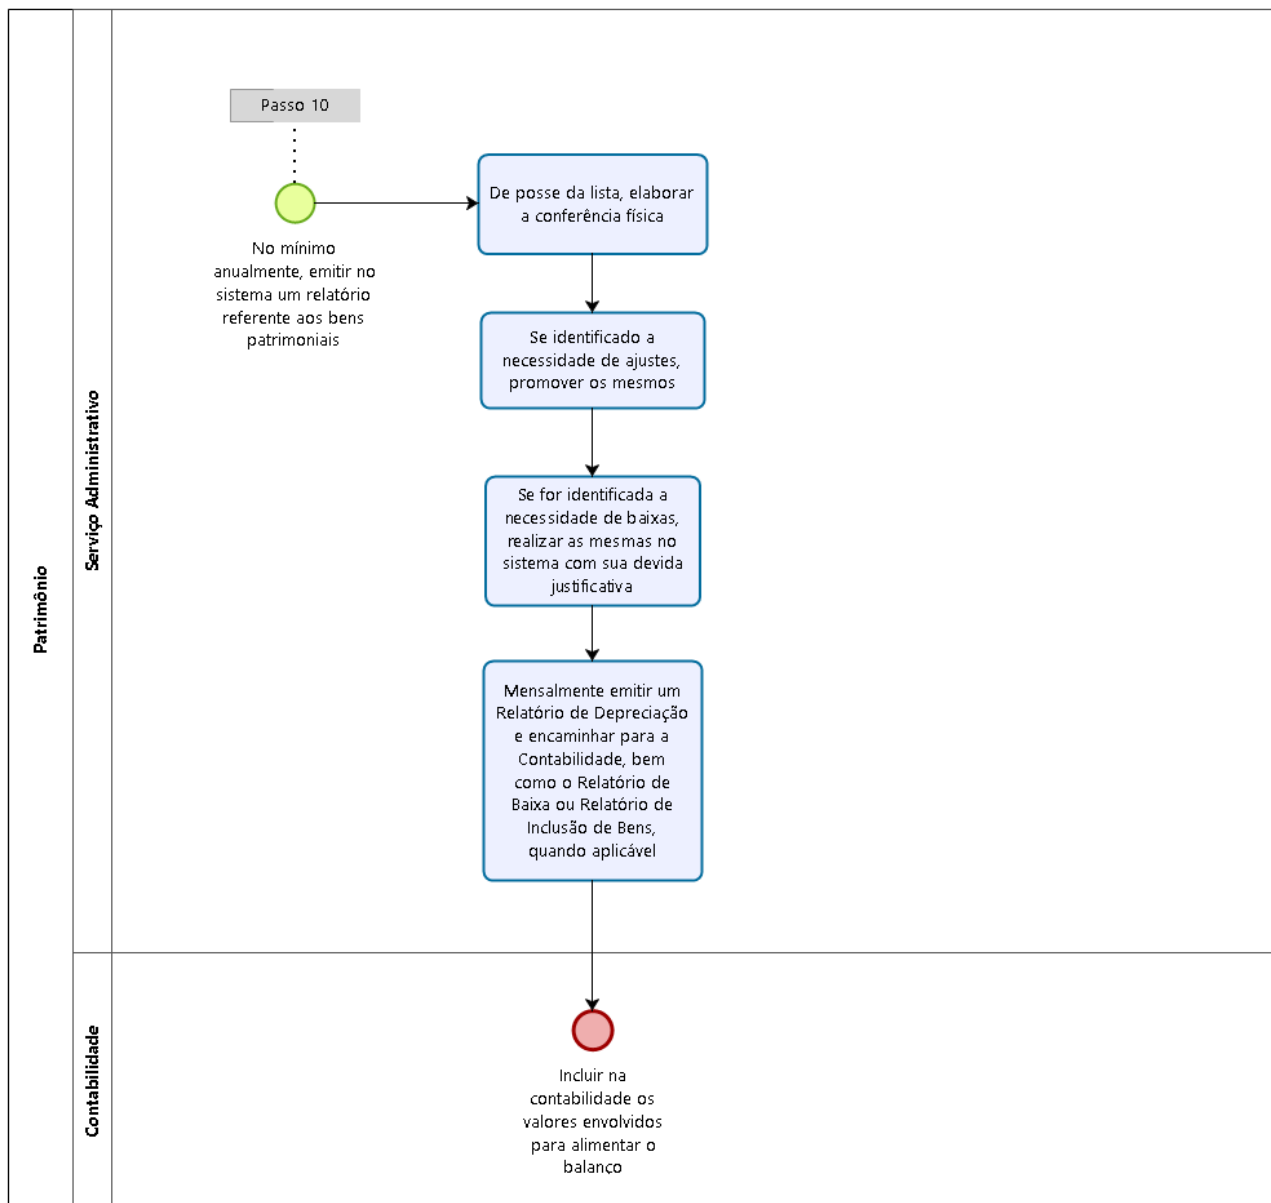 Patrimônio
Serviço Administrativo
Passo 10
No mínimo
anualmente, emitir no
sistema um relatório
referente aos bens
patrimoniais
De posse da lista, elaborar
a conferência física
Se identificado a
necessidade de ajustes,
promover os mesmos
Se for identificada a
necessidade de baixas,
realizar as mesmas no
sistema com sua devida
justificativa
Mensalmente emitir um
Relatório de Depreciação
e encaminhar para a
Contabilidade, bem
como o Relatório de
Baixa ou Relatório de
Inclusão de Bens,
quando aplicável
Contabilidade
Incluir na
contabilidade os
valores envolvidos
para alimentar o
balanço